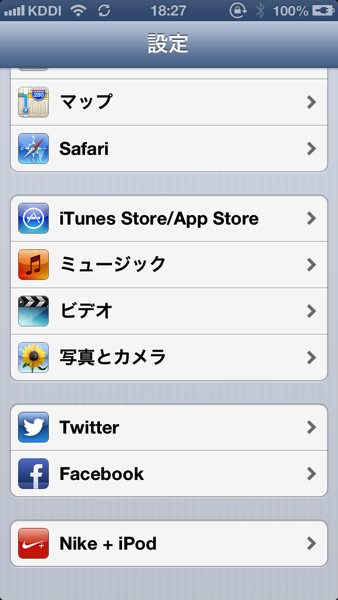 KDDI 18:27 100%
設定
マップ
Safari
iTunes Store/App Store
ミュージック
ビデオ
写真とカメラ
Twitter
Facebook
Nike + iPod